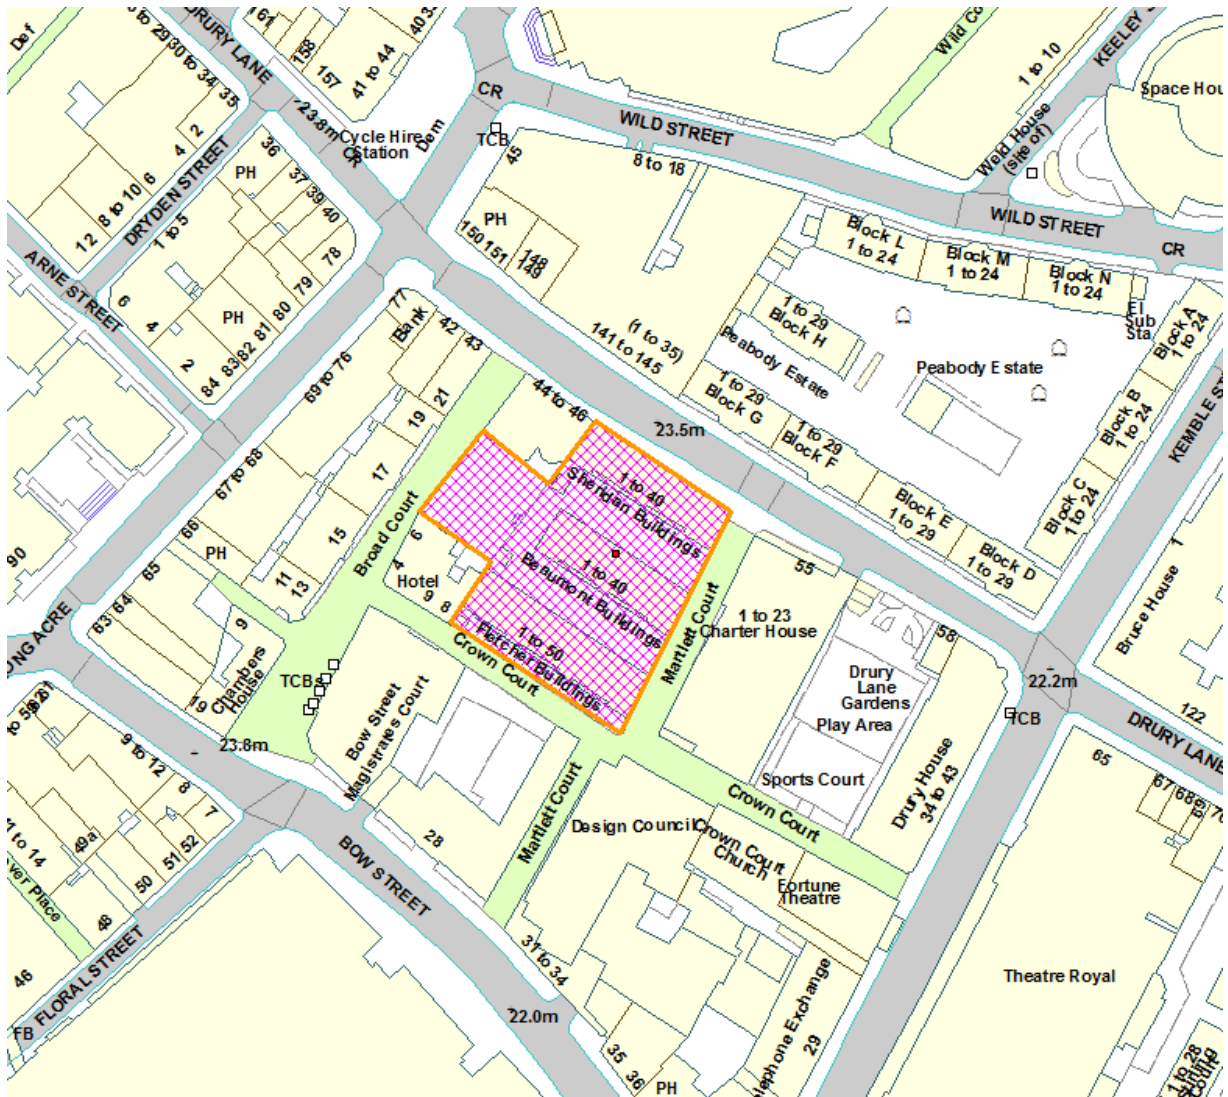 Def
DRURY LANE
161
158
157
41 to 44
30 to 34
35
2
4
6
8 to 10
12
DRYDEN STREET
1 to 5
ARNE STREET
23.8m
Cycle Hire
Station
CR
Dem
CR
TCB
45
WILD STREET
8 to 18
1 to 10
KEELEY
Space Hou
Weld House
(site of)
WILD STREET
CR
PH
36
37
39
40
78
79
80
81
82
83
84
PH
6
4
2
PH
150
151
148
Block L
1 to 24
Block M
1 to 24
Block N
1 to 24
El
Sub
Sta
Block A
1 to 24
1 to 29
Block H
Peabody Estate
Peabody Estate
(1 to 35)
141 to 145
1 to 29
Block G
1 to 29
Block F
Block B
1 to 24
Block C
1 to 24
KEMBLE ST
77
Bank
42
43
69 to 76
21
19
17
15
13
11
67 to 68
66
PH
65
64
63
90
44 to 46
23.5m
1 to 40
Sheridan Buildings
1 to 40
Beaumont Buildings
1 to 50
Fletcher Buildings
Block E
1 to 29
Block D
1 to 29
Broad Court
6
4
Hotel
9
8
Crown Court
Martlett Court
55
1 to 23
Charter House
58
Drury
Lane
Gardens
Play Area
Sports Court
Drury House
34 to 43
Bruce House
1
22.2m
TCB
122
DRURY LANE
65
67
68
69
70
ONG ACRE
9
Chambers
House
19
TCBs
23.8m
Bow Street
Magistrates Court
61
9 to 12
8
7
51
52
50
49a
48
46
1 to 14
ver Place
FLORAL STREET
FB
BOW STREET
28
Martlett Court
Design Council
Crown Court
Church
Crown Court
Fortune
Theatre
31 to 34
22.0m
35
36
PH
lephone Exchange
29
Theatre Royal
1 to 28
Court